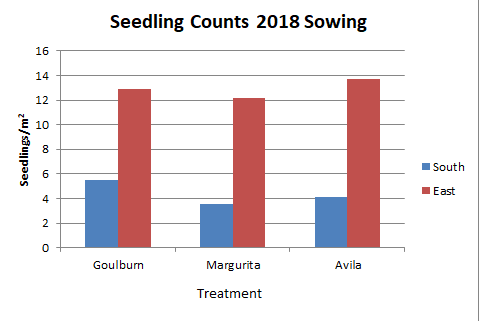 Seedling Counts 2018 Sowing
Seedlings/m²
16
14
12
10
8
6
4
2
0
Goulburn
Margurita
Avila
Treatment
South
East